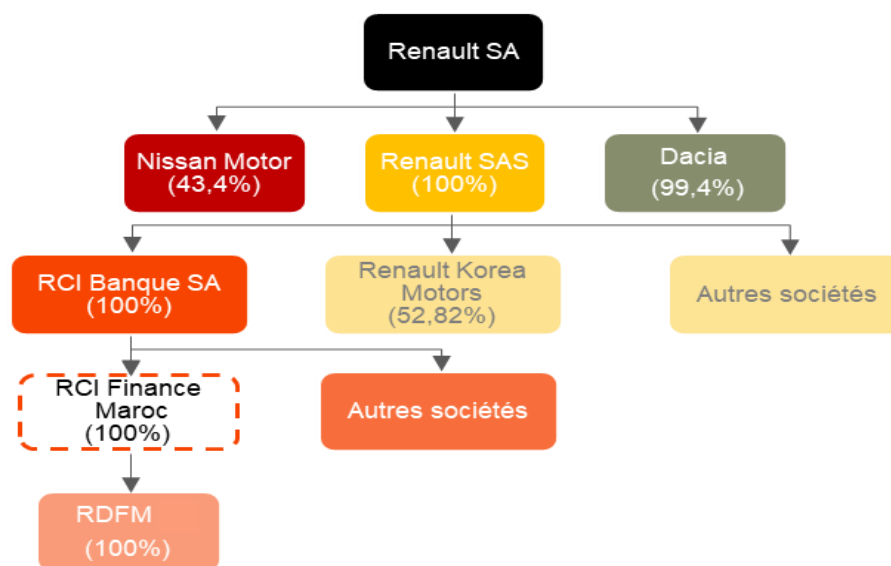 Renault SA
Nissan Motor
(43,4%)
Renault SAS
(100%)
Dacia
(99,4%)
RCI Banque SA
(100%)
Renault Korea
Motors
(52,82%)
Autres sociétés
RCI Finance
Maroc
(100%)
Autres sociétés
RDFM
(100%)